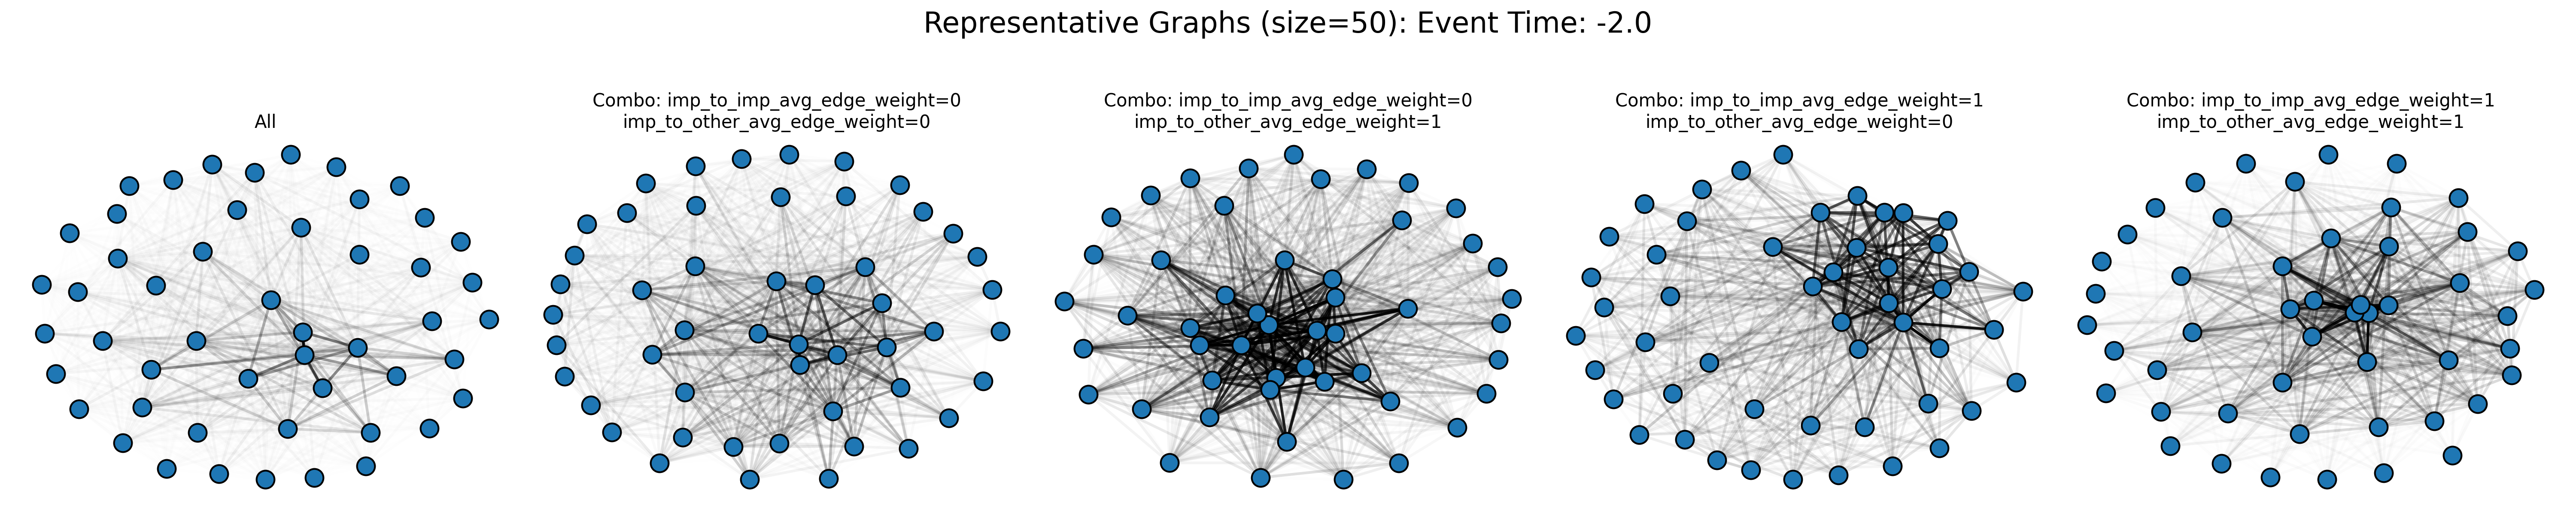 Representative Graphs (size=50): Event Time: -2.0
All
Combo: imp_to_imp_avg_edge_weight=0
imp_to_other_avg_edge_weight=0
Combo: imp_to_imp_avg_edge_weight=0
imp_to_other_avg_edge_weight=1
Combo: imp_to_imp_avg_edge_weight=1
imp_to_other_avg_edge_weight=0
Combo: imp_to_imp_avg_edge_weight=1
imp_to_other_avg_edge_weight=1